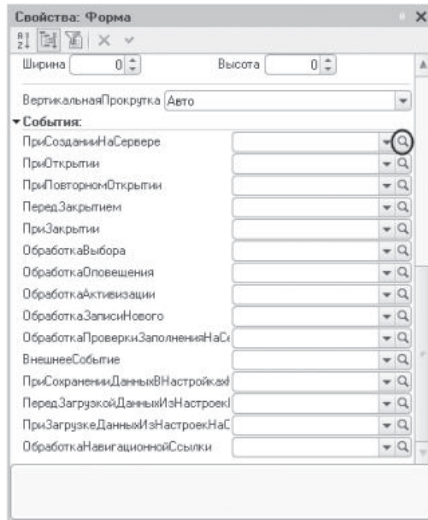 Свойства: Форма
Ширина 0 Высота 0
ВертикальнаяПрокрутка Авто
События:
ПриСозданииНаСервере
ПриОткрытии
ПриПовторномОткрытии
ПередЗакрытием
ПриЗакрытии
ОбработкаВыбора
ОбработкаОповещения
ОбработкаАктивизации
ОбработкаЗаписиНового
ОбработкаПроверкиЗаполненияНаСе
ВнешнееСобытие
ПриСохраненииДанныхВНастройках
ПередЗагрузкойДанныхИзНастроек
ПриЗагрузкеДанныхИзНастроекНаС
ОбработкаНавигационнойСсылки